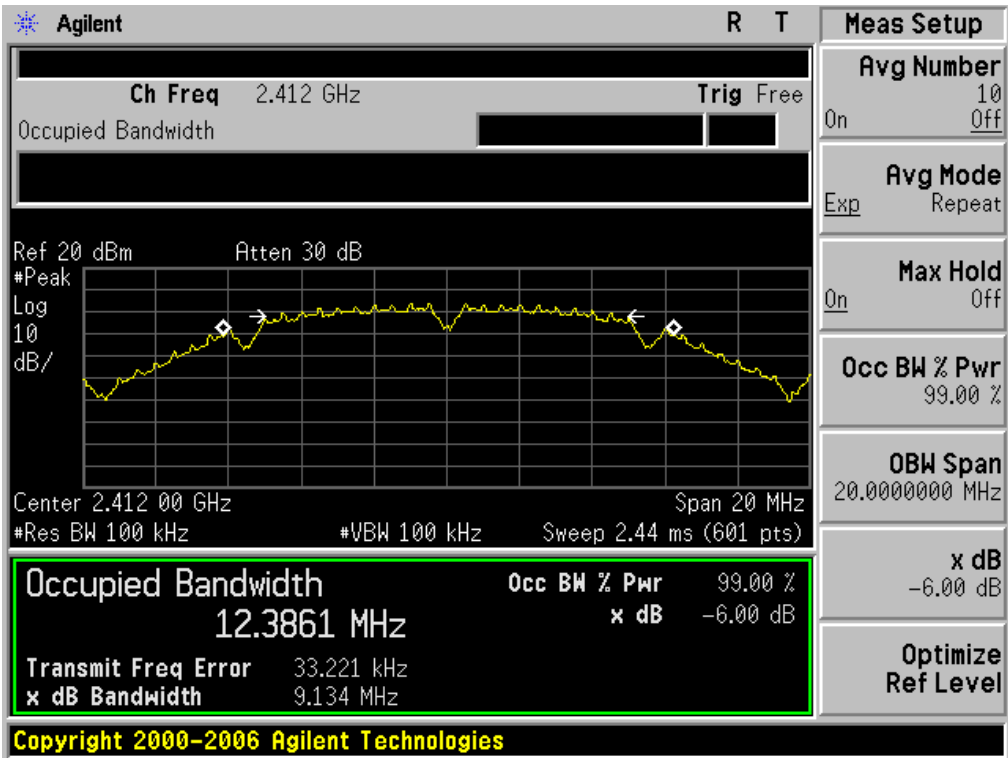 Agilent R T
Ch Freq 2.412 GHz Trig Free
Occupied Bandwidth
Ref 20 dBm Atten 30 dB
#Peak
Log
10
dB/
Center 2.412 00 GHz Span 20 MHz
#Res BW 100 kHz #VBW 100 kHz Sweep 2.44 ms (601 pts)
Occupied Bandwidth Occ BW % Pwr 99.00 %
12.3861 MHz x dB -6.00 dB
Transmit Freq Error 33.221 kHz
x dB Bandwidth 9.134 MHz
Copyright 2000-2006 Agilent Technologies
Meas Setup
Avg Number
10
On Off
Avg Mode
Exp Repeat
Max Hold
On Off
Occ BW % Pwr
99.00 %
OBW Span
20.0000000 MHz
x dB
-6.00 dB
Optimize
Ref Level